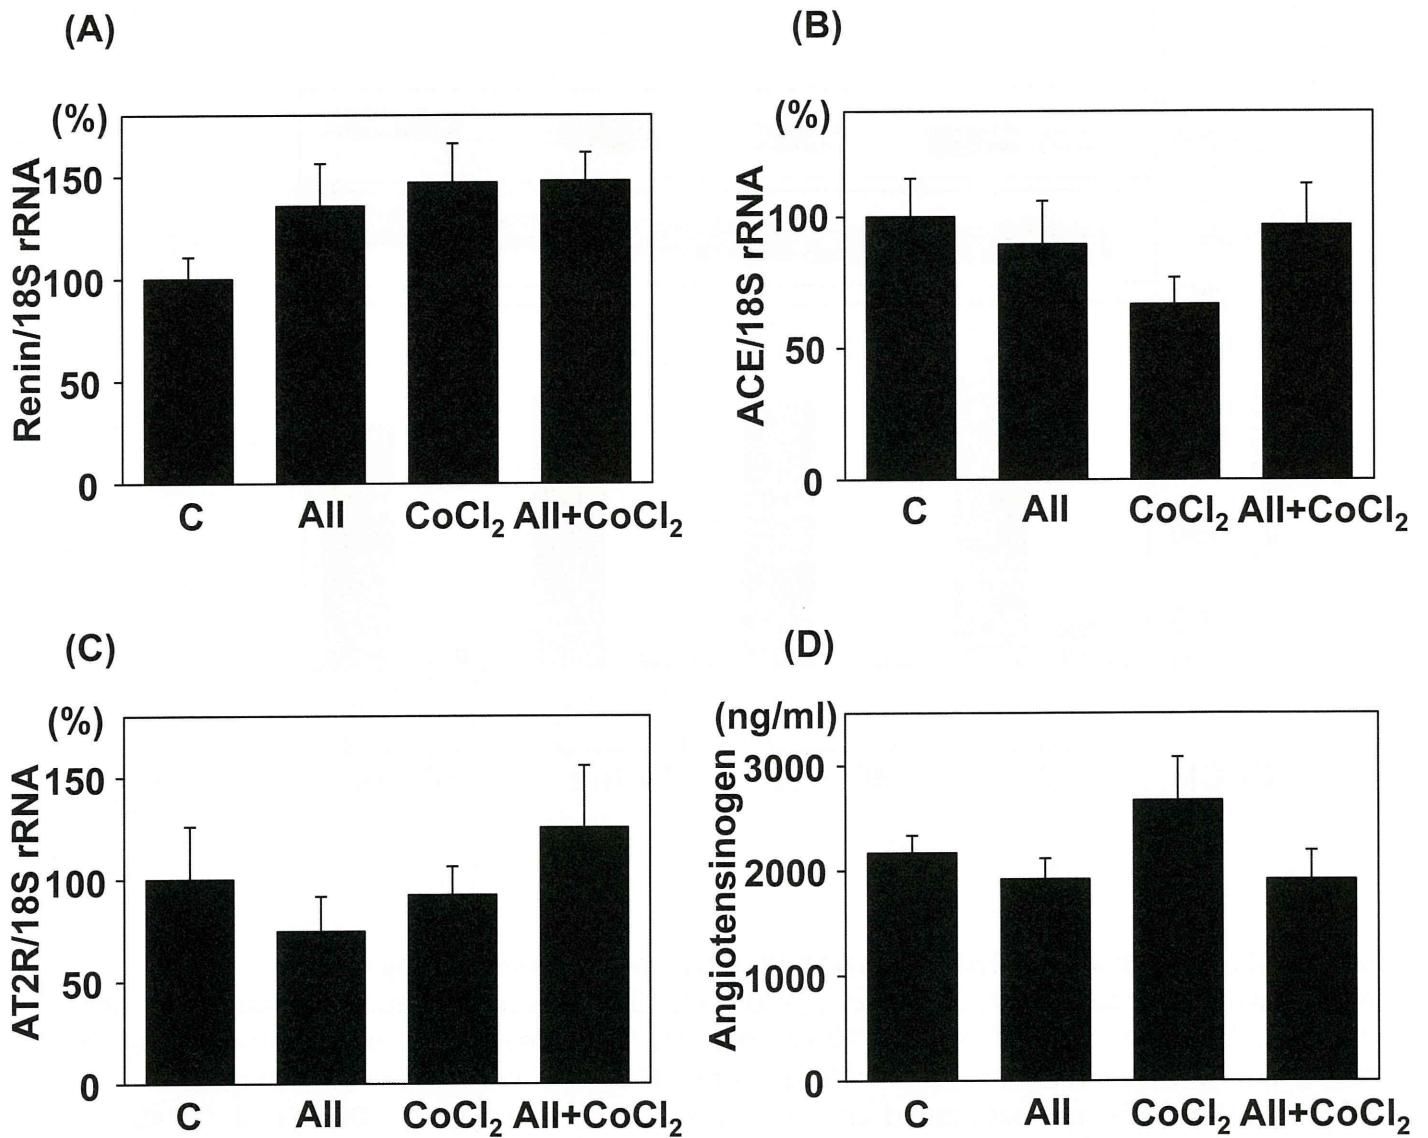 (A)
(%)
Renin/18S rRNA
150
100
50
0
C AII CoCl₂ AII+CoCl₂
(B)
(%)
ACE/18S rRNA
100
50
0
C AII CoCl₂ AII+CoCl₂
(C)
(%)
AT2R/18S rRNA
150
100
50
0
C AII CoCl₂ AII+CoCl₂
(D)
(ng/ml)
Angiotensinogen
3000
2000
1000
0
C AII CoCl₂ AII+CoCl₂